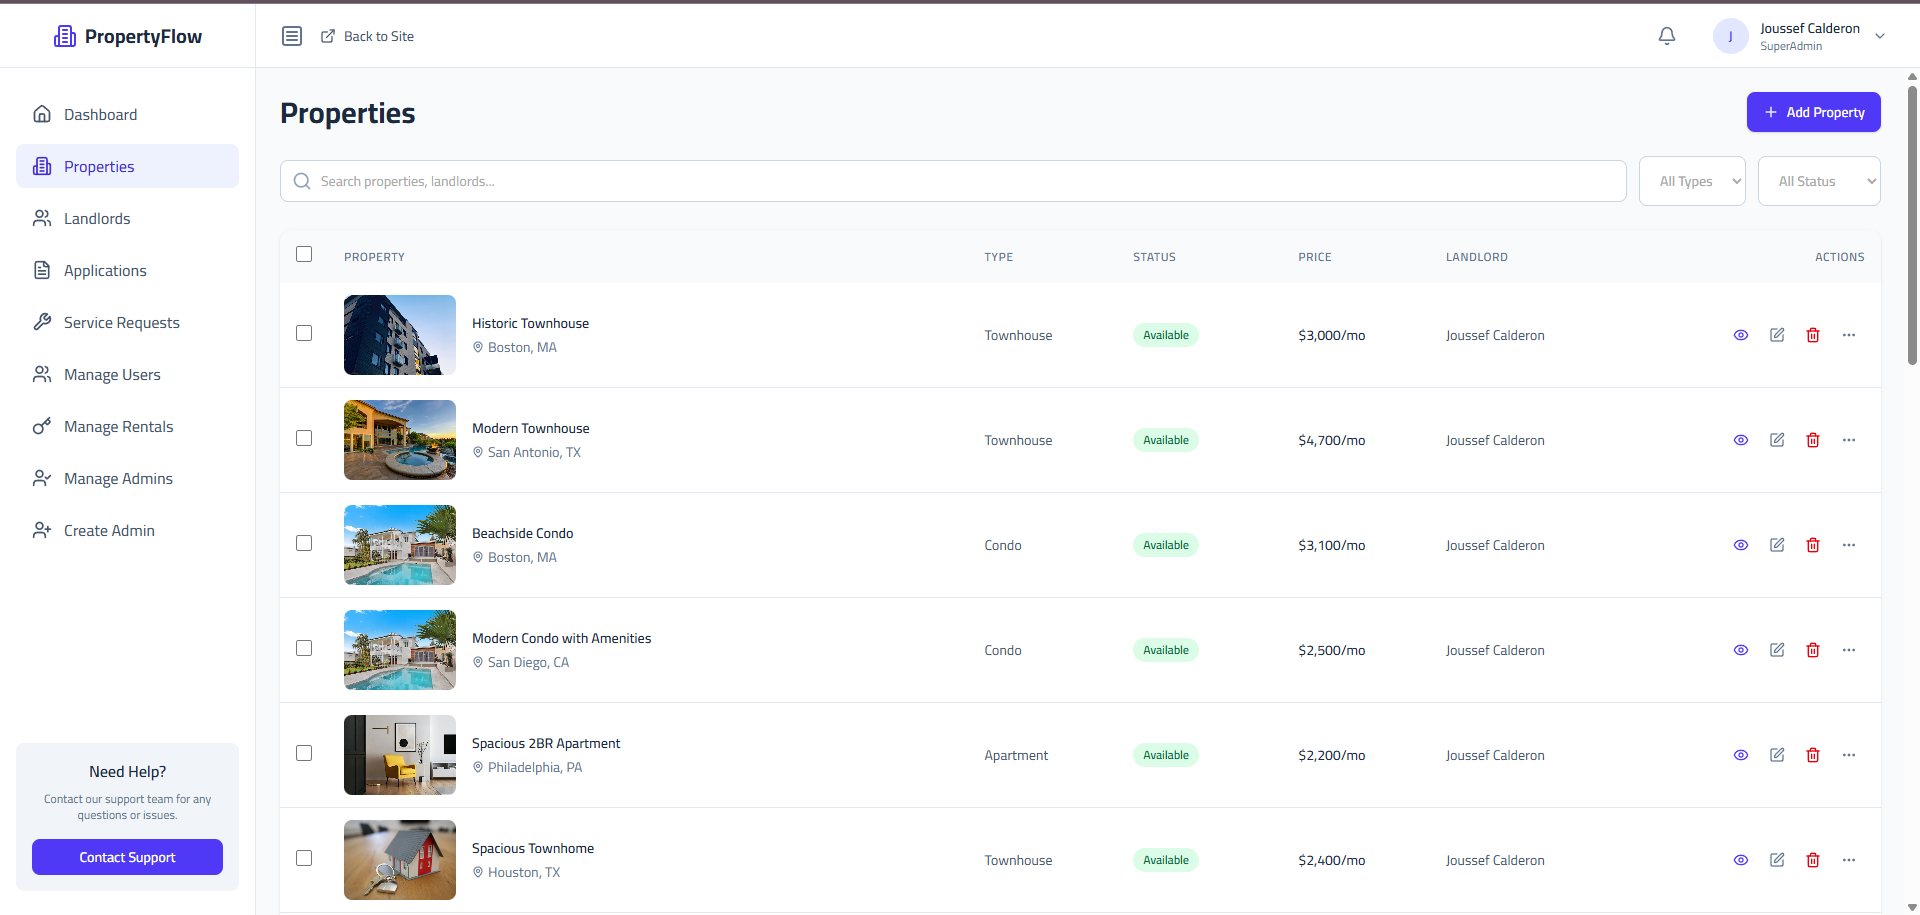 PropertyFlow
Back to Site
J
Joussef Calderon
SuperAdmin
Dashboard
Properties
Landlords
Applications
Service Requests
Manage Users
Manage Rentals
Manage Admins
Create Admin
Need Help?
Contact our support team for any
questions or issues.
Contact Support
Properties
Add Property
Search properties, landlords...
All Types
All Status
PROPERTY TYPE STATUS PRICE LANDLORD ACTIONS
Historic Townhouse
Boston, MA
Townhouse Available $3,000/mo Joussef Calderon
Modern Townhouse
San Antonio, TX
Townhouse Available $4,700/mo Joussef Calderon
Beachside Condo
Boston, MA
Condo Available $3,100/mo Joussef Calderon
Modern Condo with Amenities
San Diego, CA
Condo Available $2,500/mo Joussef Calderon
Spacious 2BR Apartment
Philadelphia, PA
Apartment Available $2,200/mo Joussef Calderon
Spacious Townhome
Houston, TX
Townhouse Available $2,400/mo Joussef Calderon